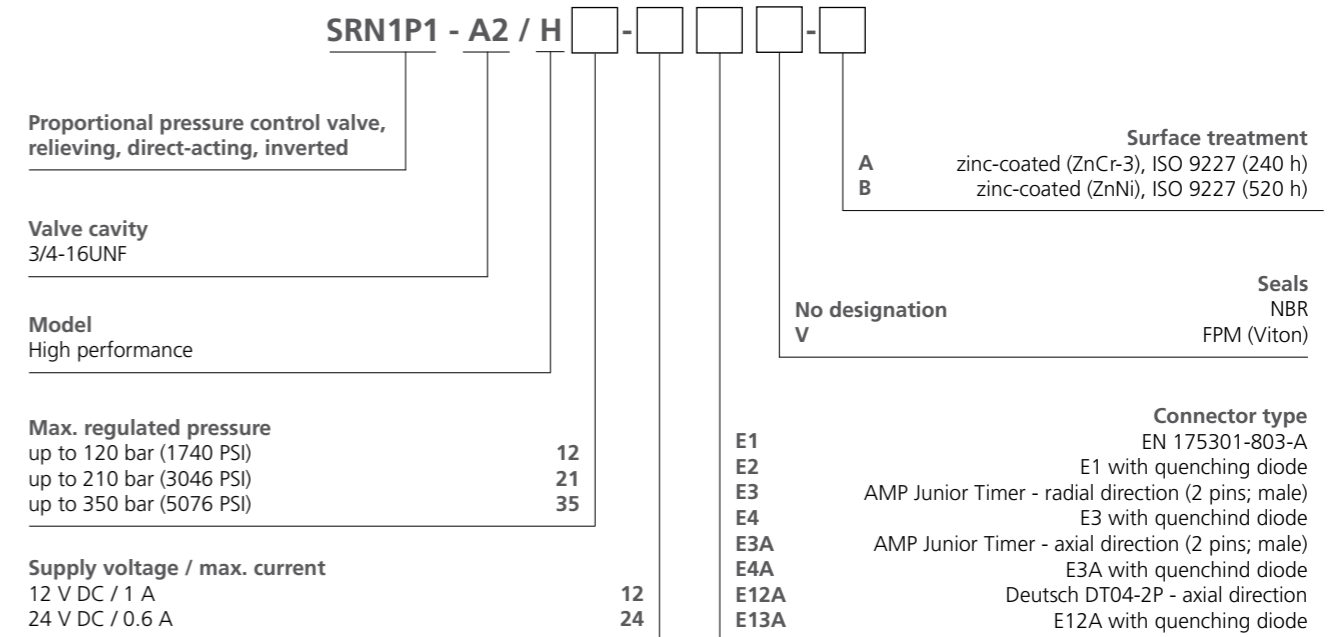 SRN1P1 - A2 / H - -
Proportional pressure control valve,
relieving, direct-acting, inverted
Valve cavity
3/4-16UNF
Model
High performance
Max. regulated pressure
up to 120 bar (1740 PSI) 12
up to 210 bar (3046 PSI) 21
up to 350 bar (5076 PSI) 35
Supply voltage / max. current
12 V DC / 1 A 12
24 V DC / 0.6 A 24
Surface treatment
A zinc-coated (ZnCr-3), ISO 9227 (240 h)
B zinc-coated (ZnNi), ISO 9227 (520 h)
Seals
No designation NBR
V FPM (Viton)
Connector type
E1 EN 175301-803-A
E2 E1 with quenching diode
E3 AMP Junior Timer - radial direction (2 pins; male)
E4 E3 with quenchind diode
E3A AMP Junior Timer - axial direction (2 pins; male)
E4A E3A with quenchind diode
E12A Deutsch DT04-2P - axial direction
E13A E12A with quenching diode